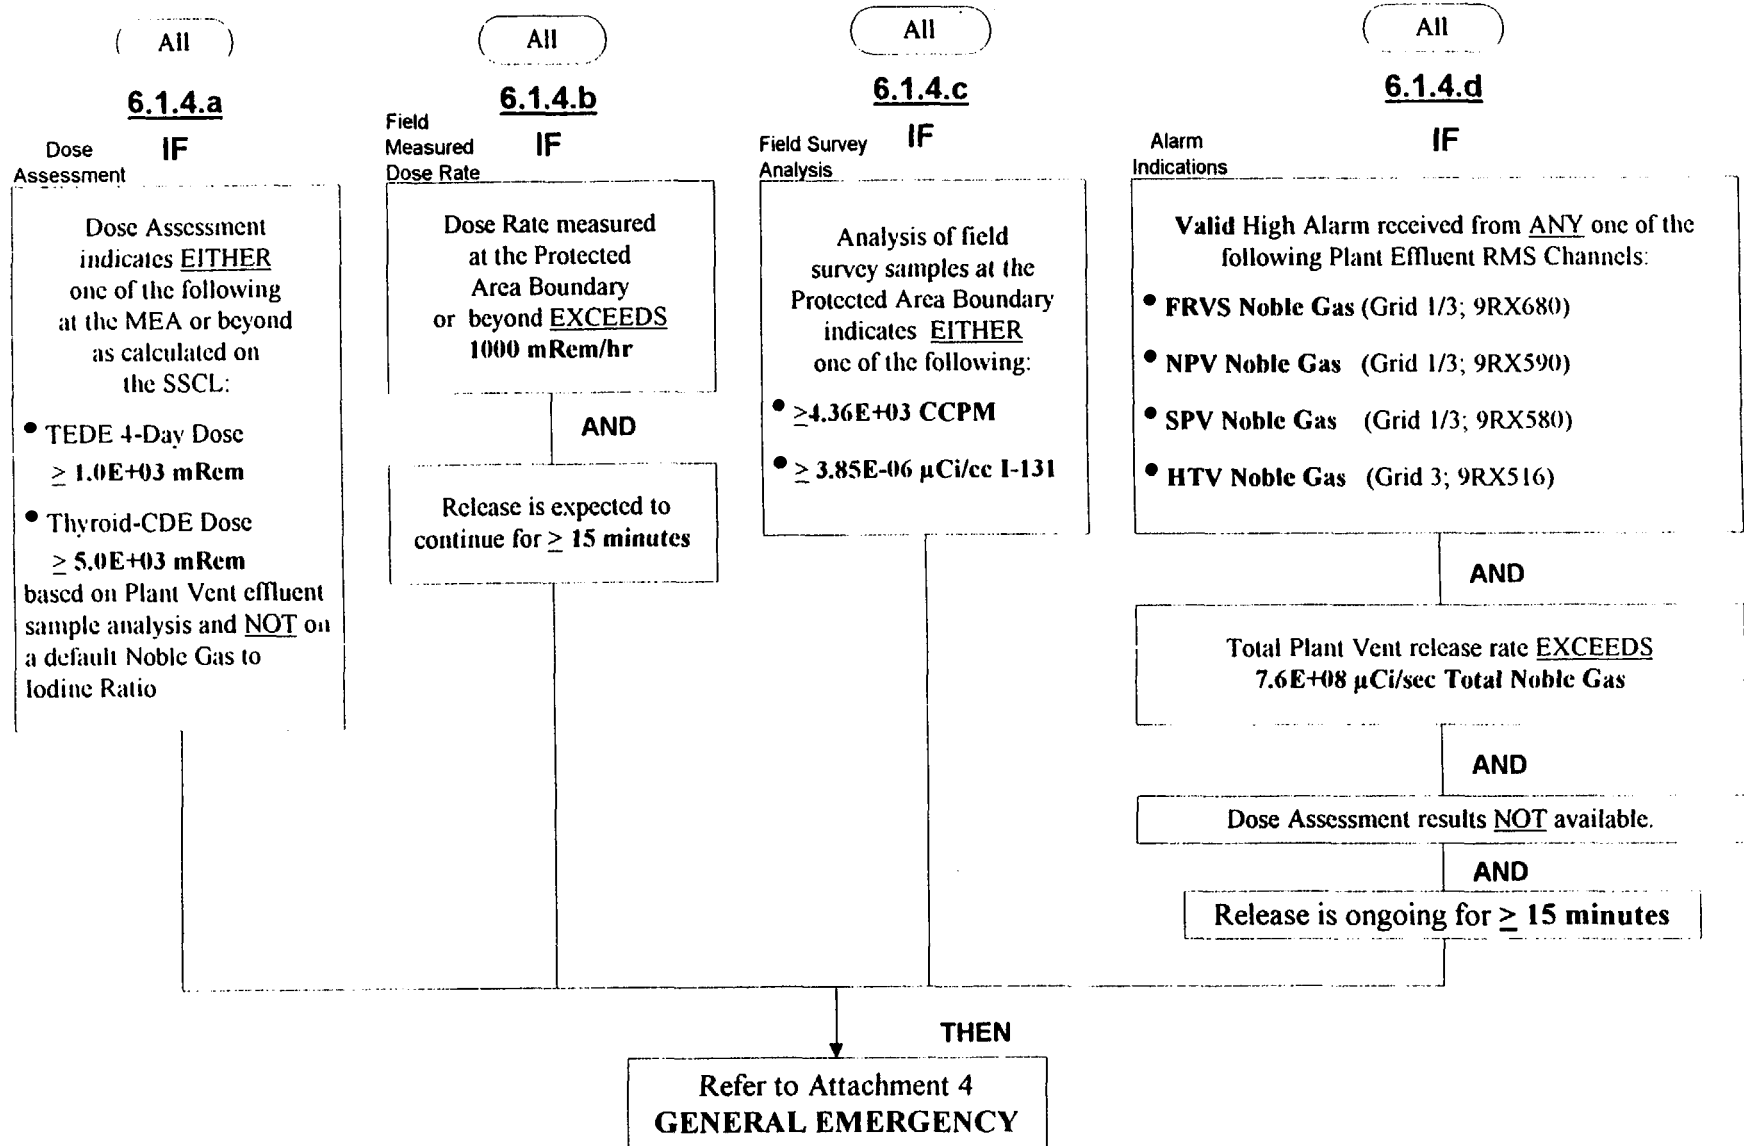 All
6.1.4.a
IF
Dose
Assessment
Dose Assessment
indicates EITHER
one of the following
at the MEA or beyond
as calculated on
the SSCL:
• TEDE 4-Day Dose
≥ 1.0E+03 mRem
• Thyroid-CDE Dose
≥ 5.0E+03 mRem
based on Plant Vent effluent
sample analysis and NOT on
a default Noble Gas to
Iodine Ratio
All
6.1.4.b
IF
Field
Measured
Dose Rate
Dose Rate measured
at the Protected
Area Boundary
or beyond EXCEEDS
1000 mRem/hr
AND
Release is expected to
continue for ≥ 15 minutes
All
6.1.4.c
IF
Field Survey
Analysis
Analysis of field
survey samples at the
Protected Area Boundary
indicates EITHER
one of the following:
• ≥4.36E+03 CCPM
• ≥ 3.85E-06 µCi/cc I-131
All
6.1.4.d
IF
Alarm
Indications
Valid High Alarm received from ANY one of the
following Plant Effluent RMS Channels:
• FRVS Noble Gas (Grid 1/3; 9RX680)
• NPV Noble Gas (Grid 1/3; 9RX590)
• SPV Noble Gas (Grid 1/3; 9RX580)
• HTV Noble Gas (Grid 3; 9RX516)
AND
Total Plant Vent release rate EXCEEDS
7.6E+08 µCi/sec Total Noble Gas
AND
Dose Assessment results NOT available.
AND
Release is ongoing for ≥ 15 minutes
THEN
Refer to Attachment 4
GENERAL EMERGENCY